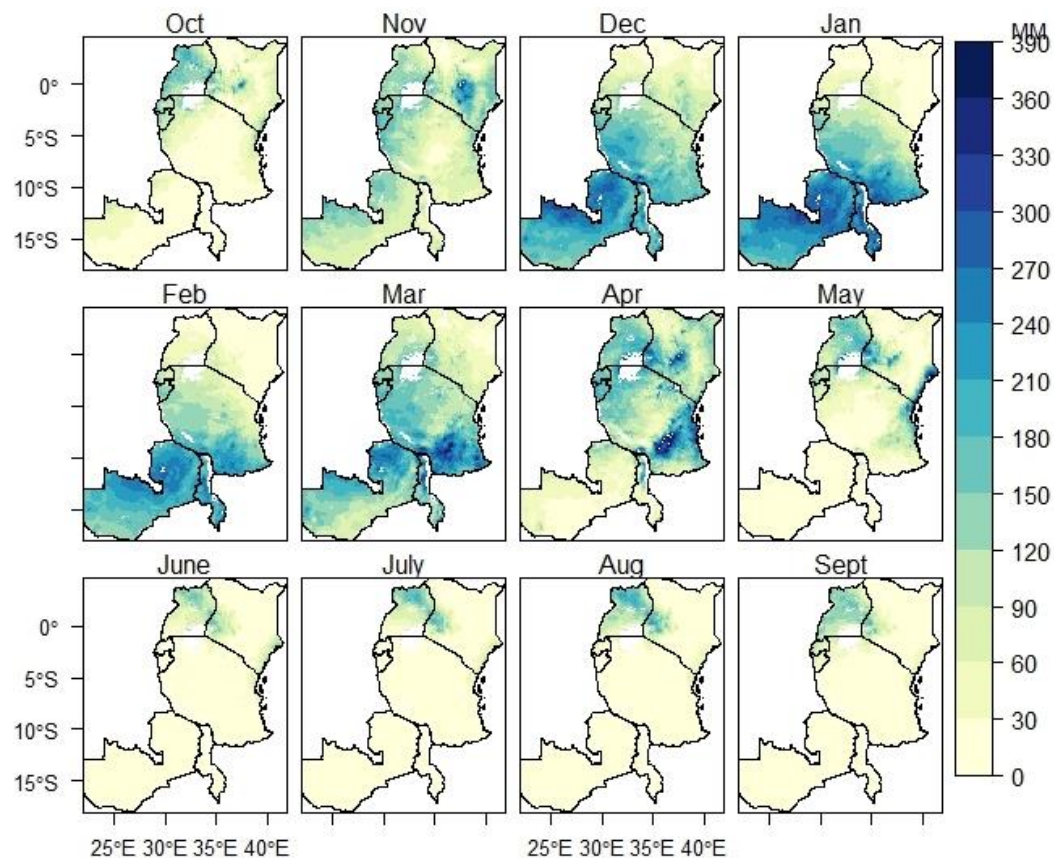 Oct Nov Dec Jan MM
390
360
330
300
270
240
210
180
150
120
90
60
30
0
0°
5°S
10°S
15°S
Feb Mar Apr May
June July Aug Sept
0°
5°S
10°S
15°S
25°E 30°E 35°E 40°E 25°E 30°E 35°E 40°E